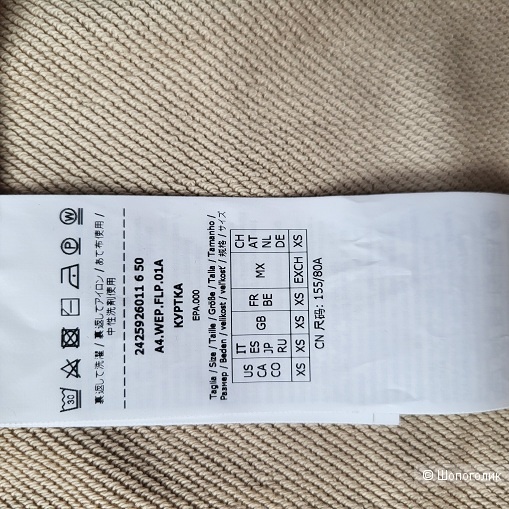 30
裏返して洗濯 / 裏返してアイロン / あて布使用 /
中性洗剤使用
2425926011 6 50
A4.WEP.FLP.01A
КУРТКА
EPA.000
Taglia / Size / Taille / Größe / Talla / Tamanho /
Размер / Beden / velikost / veľkosť / 规格 / サイズ
US IT GB FR MX CH
CA ES BE AT
CO JP NL
RU DE
XS XS XS XS EXCH XS
CN 尺码: 155/80A
© Шопоголик